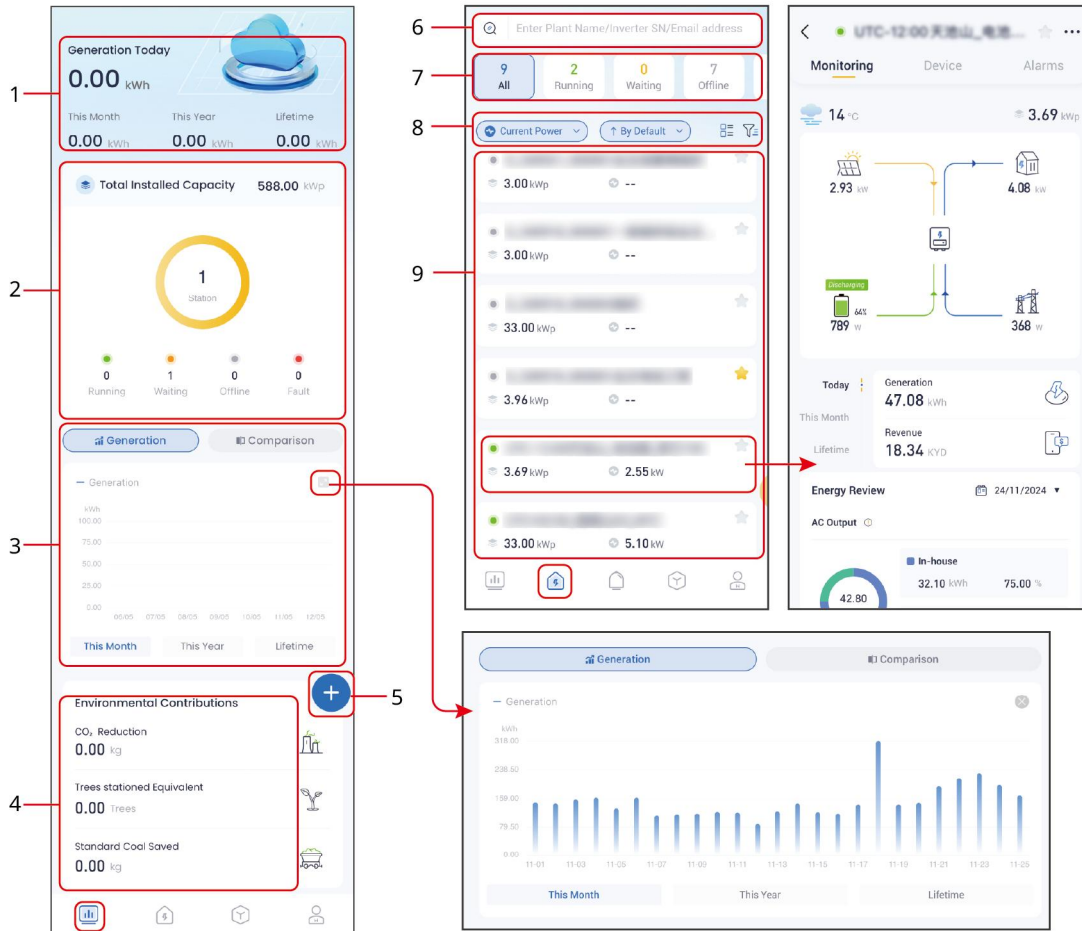 Generation Today
0.00 kWh
This Month This Year Lifetime
0.00 kWh 0.00 kWh 0.00 kWh
1
Total Installed Capacity 588.00 kWp
1
Station
2
0 1 0 0
Running Waiting Offline Fault
Generation Comparison
Generation
kWh
100.00
75.00
50.00
25.00
0.00
06/05 07/05 08/05 09/05 10/05 11/05 12/05
This Month This Year Lifetime
3
5
Environmental Contributions
CO₂ Reduction
0.00 kg
Trees stationed Equivalent
0.00 Trees
Standard Coal Saved
0.00 kg
4
6
Enter Plant Name/Inverter SN/Email address
7
9 2 0 7
All Running Waiting Offline
8
Current Power ↑ By Default
9
3.00 kWp --
3.00 kWp --
33.00 kWp --
3.96 kWp --
3.69 kWp 2.55 kW
33.00 kWp 5.10 kW
UTC-12:00 天池山_电池...
Monitoring Device Alarms
14 °C 3.69 kWp
2.93 kW 4.08 kW
Discharging
64%
789 W 368 W
Today
This Month
Lifetime
Generation
47.08 kWh
Revenue
18.34 KYD
Energy Review 24/11/2024
AC Output
In-house
32.10 kWh 75.00 %
42.80
Generation Comparison
Generation
kWh
318.00
238.50
159.00
79.50
0.00
11-01 11-03 11-05 11-07 11-09 11-11 11-13 11-15 11-17 11-19 11-21 11-23 11-25
This Month This Year Lifetime